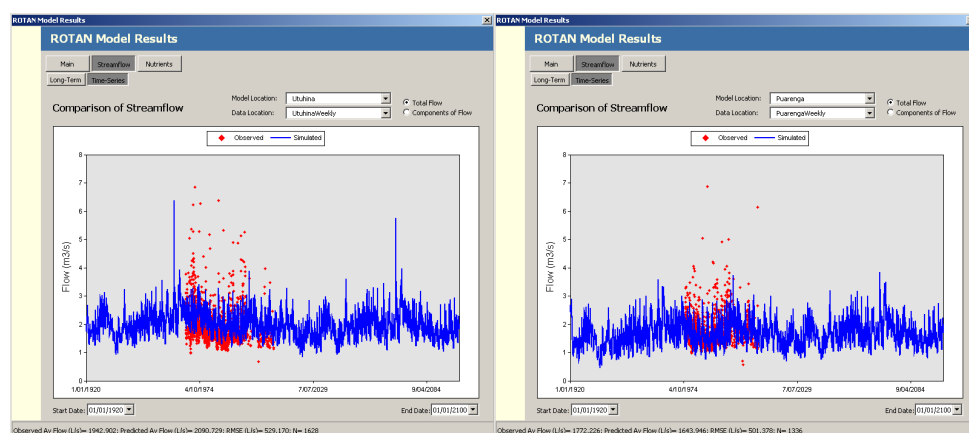 ROTAN Model Results
ROTAN Model Results
Main Streamflow Nutrients
Long-Term Time-Series
Comparison of Streamflow
Model Location: Utuhina
Data Location: UtuhinaWeekly
Total Flow
Components of Flow
Observed Simulated
Flow (m3/s)
8
7
6
5
4
3
2
1
0
1/01/1920 4/10/1974 7/07/2029 9/04/2084
Start Date: 01/01/1920 End Date: 01/01/2100
Observed Av Flow (L/s)= 1942.902; Predicted Av Flow (L/s)= 2090.729; RMSE (L/s)= 529.170; N= 1628
ROTAN Model Results
ROTAN Model Results
Main Streamflow Nutrients
Long-Term Time-Series
Comparison of Streamflow
Model Location: Puarenga
Data Location: PuarengaWeekly
Total Flow
Components of Flow
Observed Simulated
Flow (m3/s)
8
7
6
5
4
3
2
1
0
1/01/1920 4/10/1974 7/07/2029 9/04/2084
Start Date: 01/01/1920 End Date: 01/01/2100
Observed Av Flow (L/s)= 1772.226; Predicted Av Flow (L/s)= 1643.946; RMSE (L/s)= 501.378; N= 1336